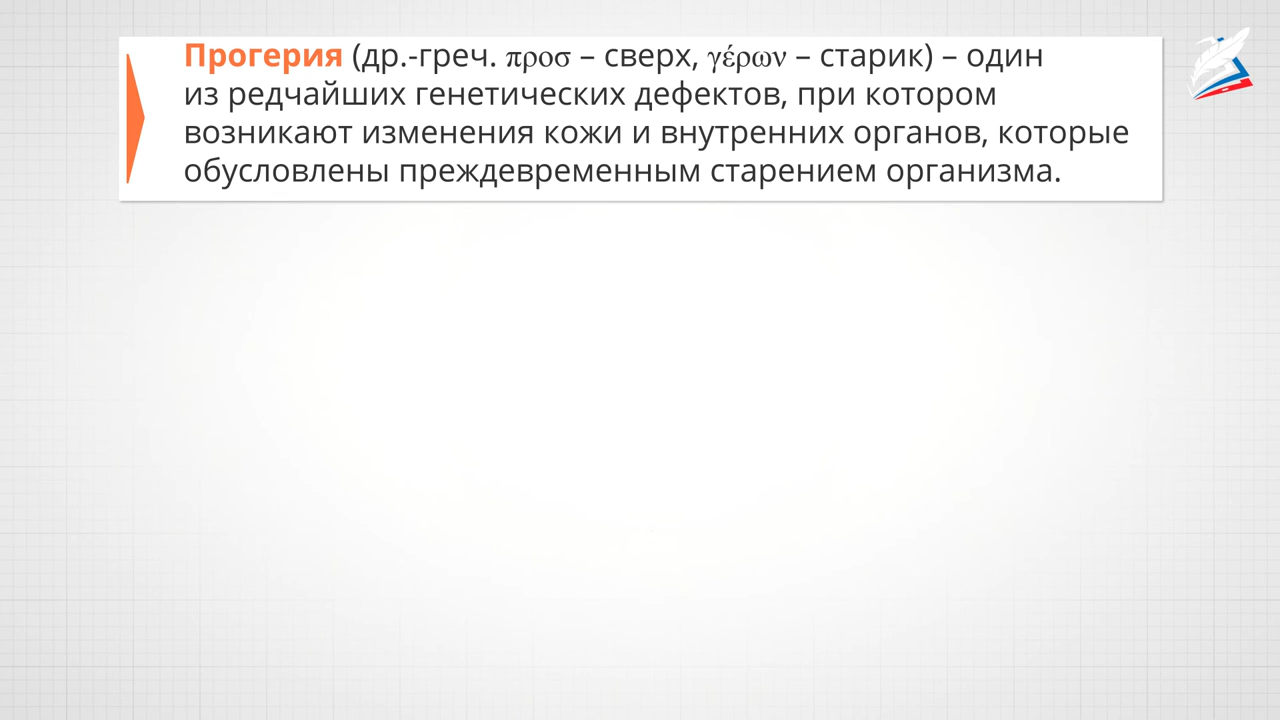 Прогерия (др.-греч. προσ – сверх, γέρων – старик) – один
из редчайших генетических дефектов, при котором
возникают изменения кожи и внутренних органов, которые
обусловлены преждевременным старением организма.